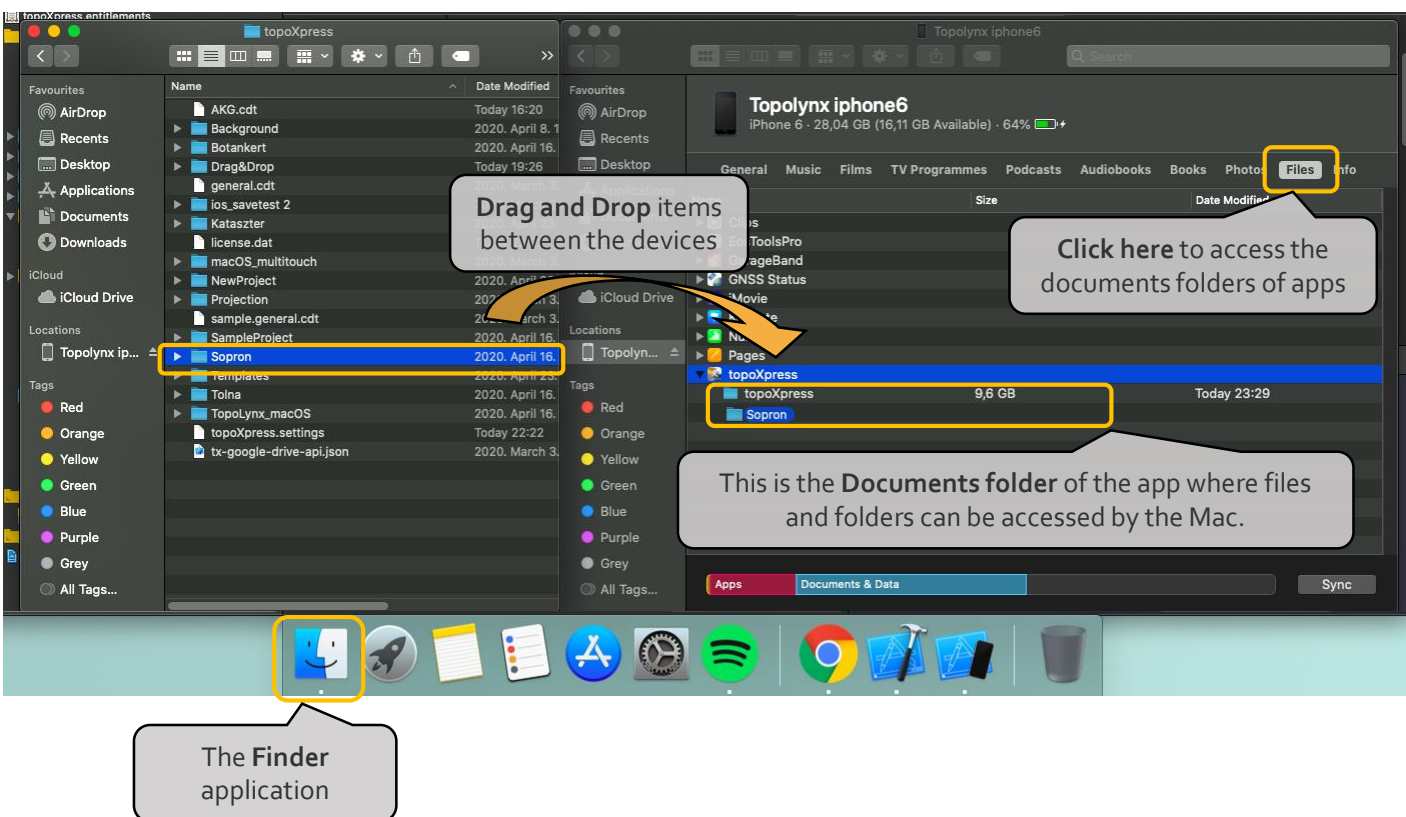 topoXpress.entitlements
topoXpress
Name
Date Modified
Favourites
AirDrop
Recents
Desktop
Applications
Documents
Downloads
iCloud
iCloud Drive
Locations
Topolynx ip...
Tags
Red
Orange
Yellow
Green
Blue
Purple
Grey
All Tags...
AKG.cdt Today 16:20
Background 2020. April 8. 1
Botankert 2020. April 16.
Drag&Drop Today 19:26
general.cdt 2020. March 3.
ios_savetest 2
Kataszter
license.dat
macOS_multitouch
NewProject
Projection
sample.general.cdt
SampleProject 2020. April 16.
Sopron 2020. April 16.
Templates 2020. April 23.
Tolna 2020. April 16.
TopoLynx_macOS 2020. April 16.
topoXpress.settings Today 22:22
tx-google-drive-api.json 2020. March 3.
Topolynx iphone6
Search
Favourites
AirDrop
Recents
Desktop
Applications
iCloud Drive
Locations
Topolyn...
Tags
Red
Orange
Yellow
Green
Blue
Purple
Grey
All Tags...
Topolynx iphone6
iPhone 6 · 28,04 GB (16,11 GB Available) · 64%
General Music Films TV Programmes Podcasts Audiobooks Books Photos Files Info
Size Date Modified
Clips
GarageBand
GNSS Status
iMovie
Pages
topoXpress
topoXpress 9,6 GB Today 23:29
Sopron
Apps Documents & Data
Sync
Drag and Drop items
between the devices
Click here to access the
documents folders of apps
This is the Documents folder of the app where files
and folders can be accessed by the Mac.
The Finder
application